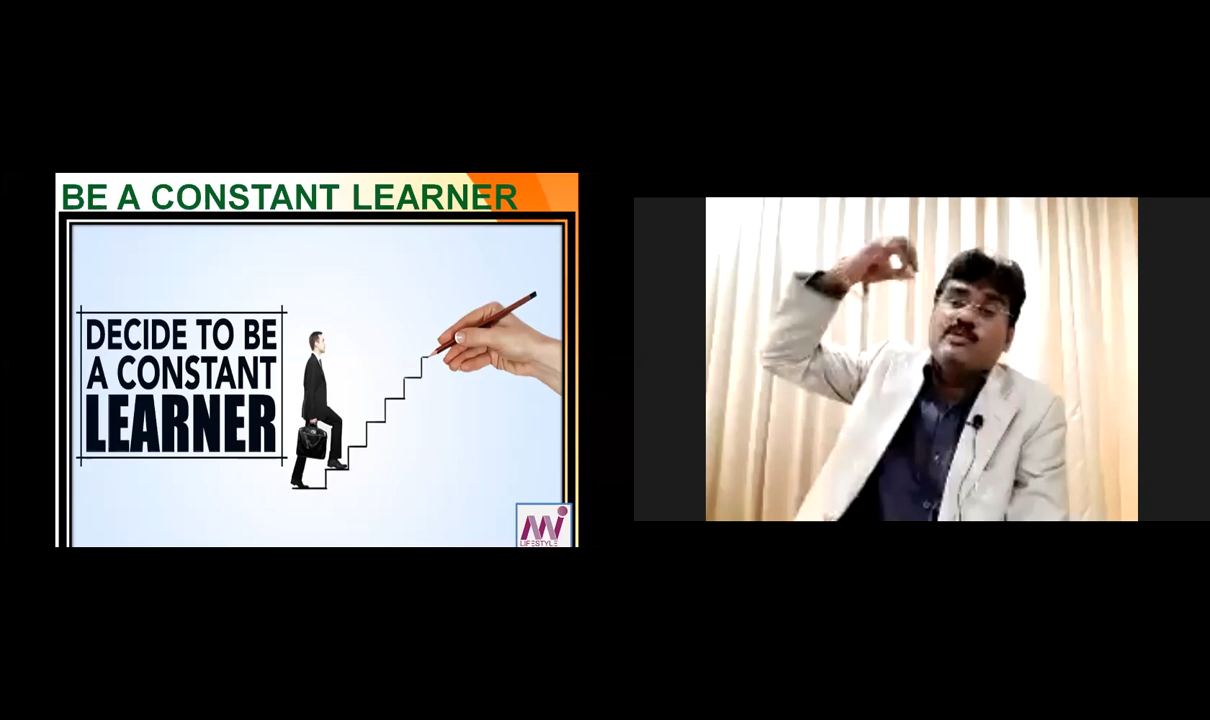 BE A CONSTANT LEARNER
DECIDE TO BE
A CONSTANT
LEARNER
LIFESTYLE